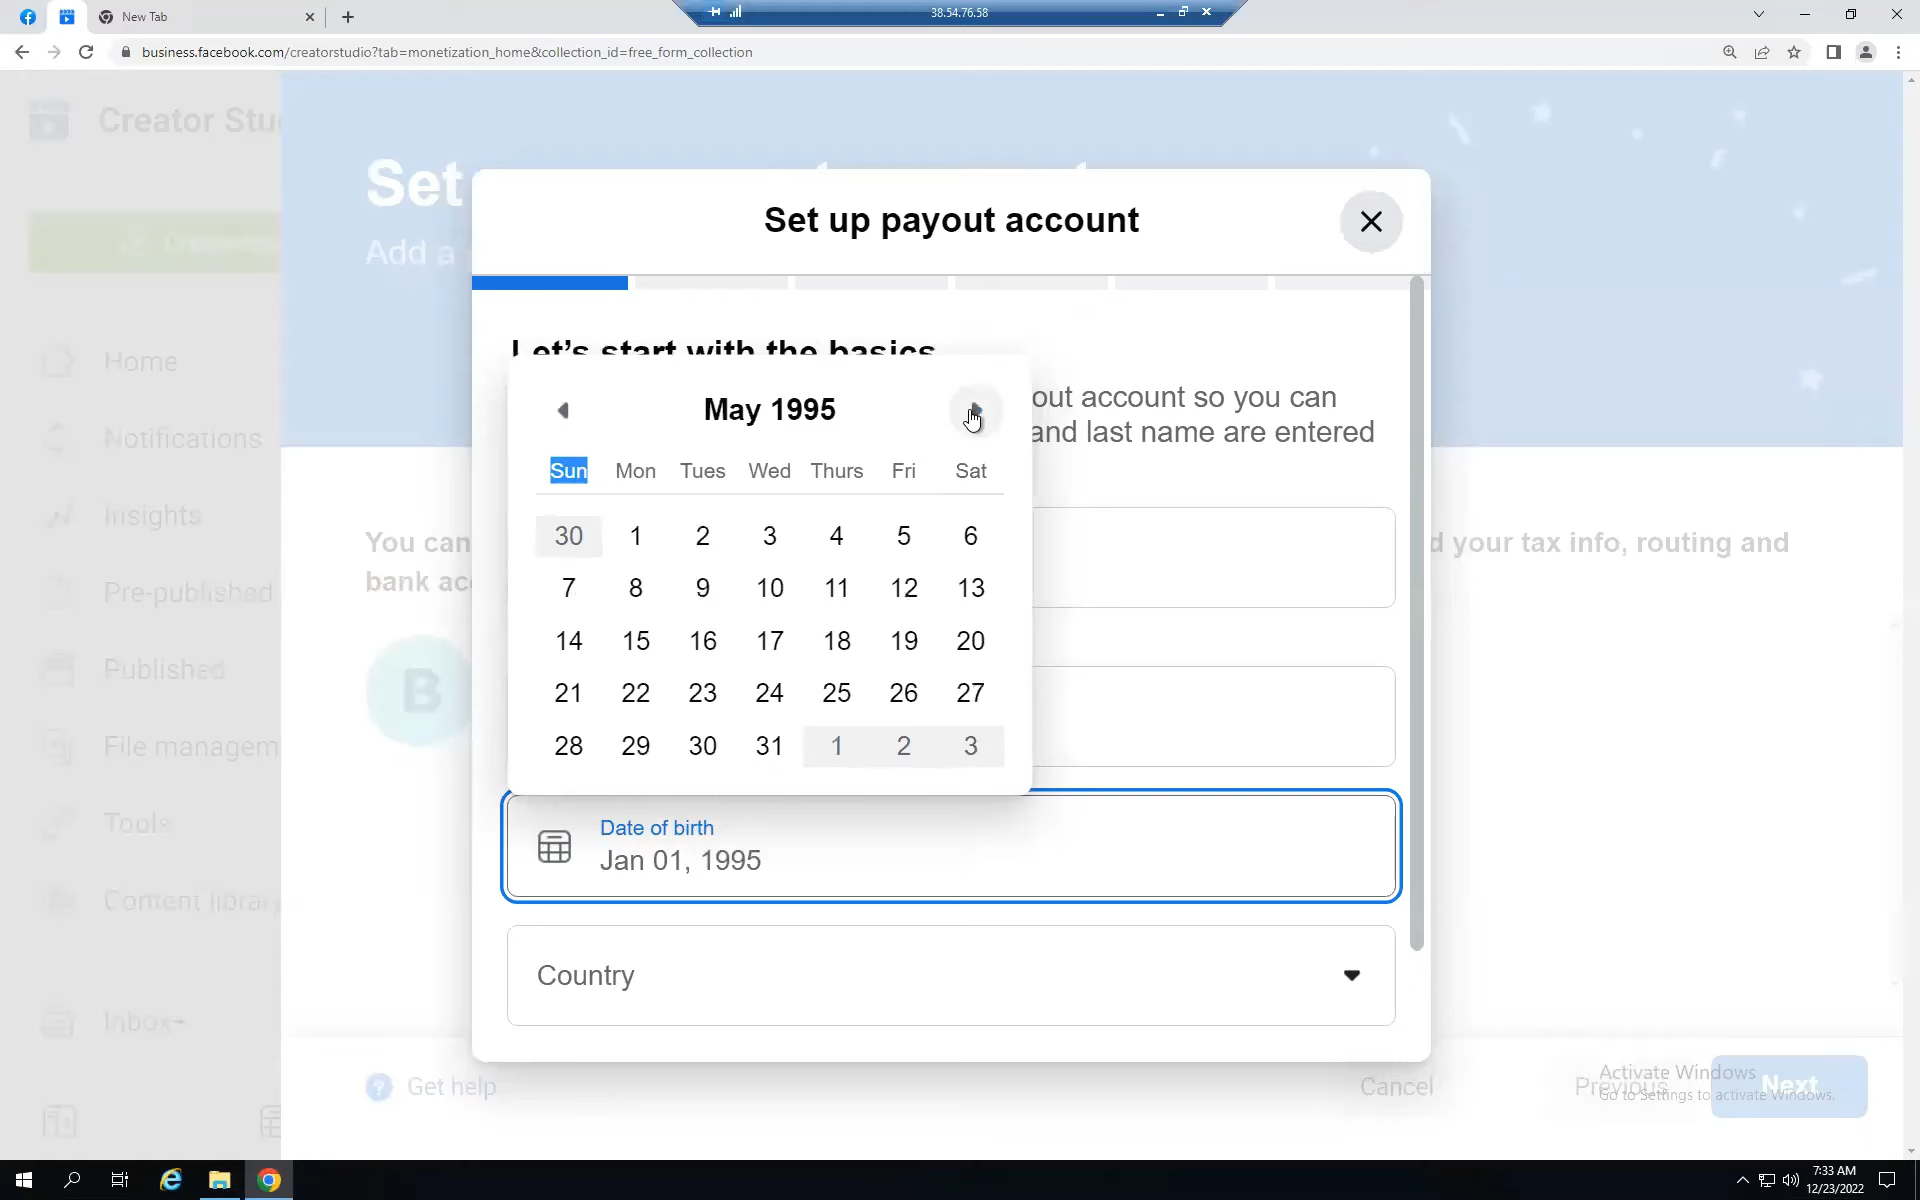 New Tab
38.54.76.58
business.facebook.com/creatorstudio?tab=monetization_home&collection_id=free_form_collection
Creator Stu
Set
Add a
Set up payout account
Let's start with the basics
out account so you can
and last name are entered
May 1995
Sun Mon Tues Wed Thurs Fri Sat
30 1 2 3 4 5 6
7 8 9 10 11 12 13
14 15 16 17 18 19 20
21 22 23 24 25 26 27
28 29 30 31 1 2 3
Date of birth
Jan 01, 1995
Country
Home
Notifications
Insights
Pre-published
Published
File managem
Tools
Content library
Inbox+
You can
bank acc
d your tax info, routing and
B
Get help
Cancel
Previous
Next
Activate Windows
Go to Settings to activate Windows.
7:33 AM
12/23/2022